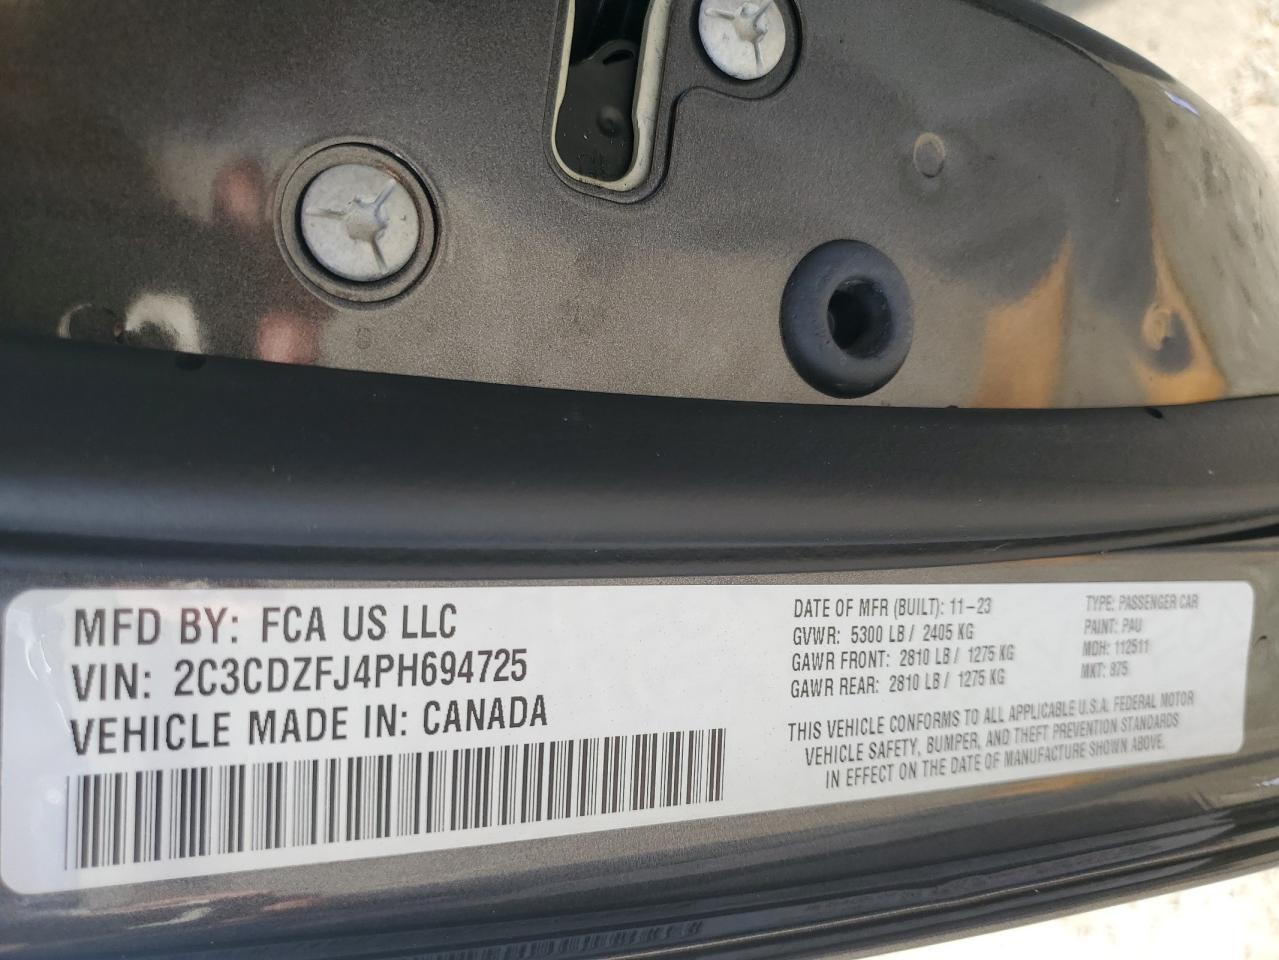 MFD BY: FCA US LLC
VIN: 2C3CDZFJ4PH694725
VEHICLE MADE IN: CANADA
DATE OF MFR (BUILT): 11-23
GVWR: 5300 LB / 2405 KG
GAWR FRONT: 2810 LB / 1275 KG
GAWR REAR: 2810 LB / 1275 KG
TYPE: PASSENGER CAR
PAINT: PAU
MDH: 112511
MKT: 875
THIS VEHICLE CONFORMS TO ALL APPLICABLE U.S.A. FEDERAL MOTOR
VEHICLE SAFETY, BUMPER, AND THEFT PREVENTION STANDARDS
IN EFFECT ON THE DATE OF MANUFACTURE SHOWN ABOVE.